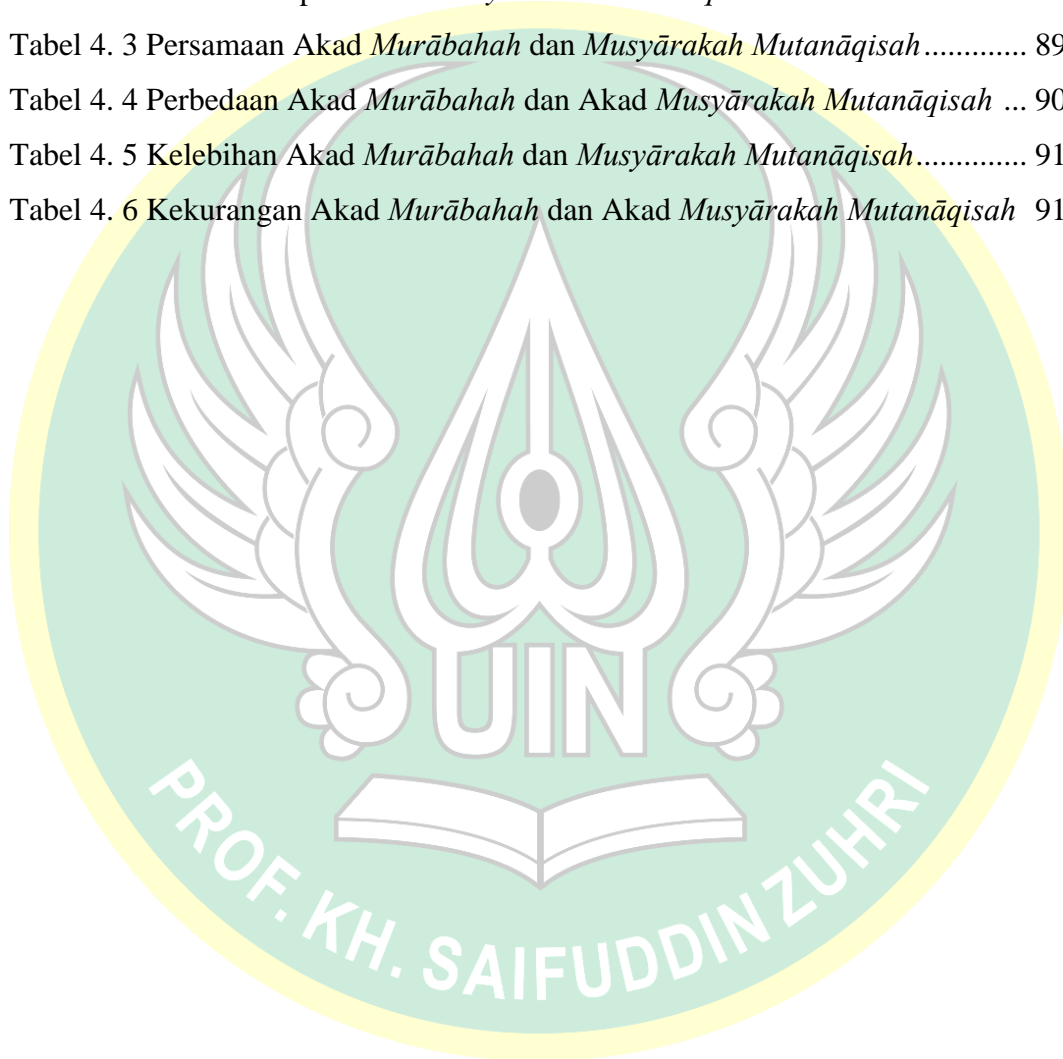 Tabel 4. 3 Persamaan Akad Murābahah dan Musyārakah Mutanāqisah ............. 89
Tabel 4. 4 Perbedaan Akad Murābahah dan Akad Musyārakah Mutanāqisah ... 90
Tabel 4. 5 Kelebihan Akad Murābahah dan Musyārakah Mutanāqisah .............. 91
Tabel 4. 6 Kekurangan Akad Murābahah dan Akad Musyārakah Mutanāqisah 91
UIN
PROF. KH. SAIFUDDIN ZUHRI